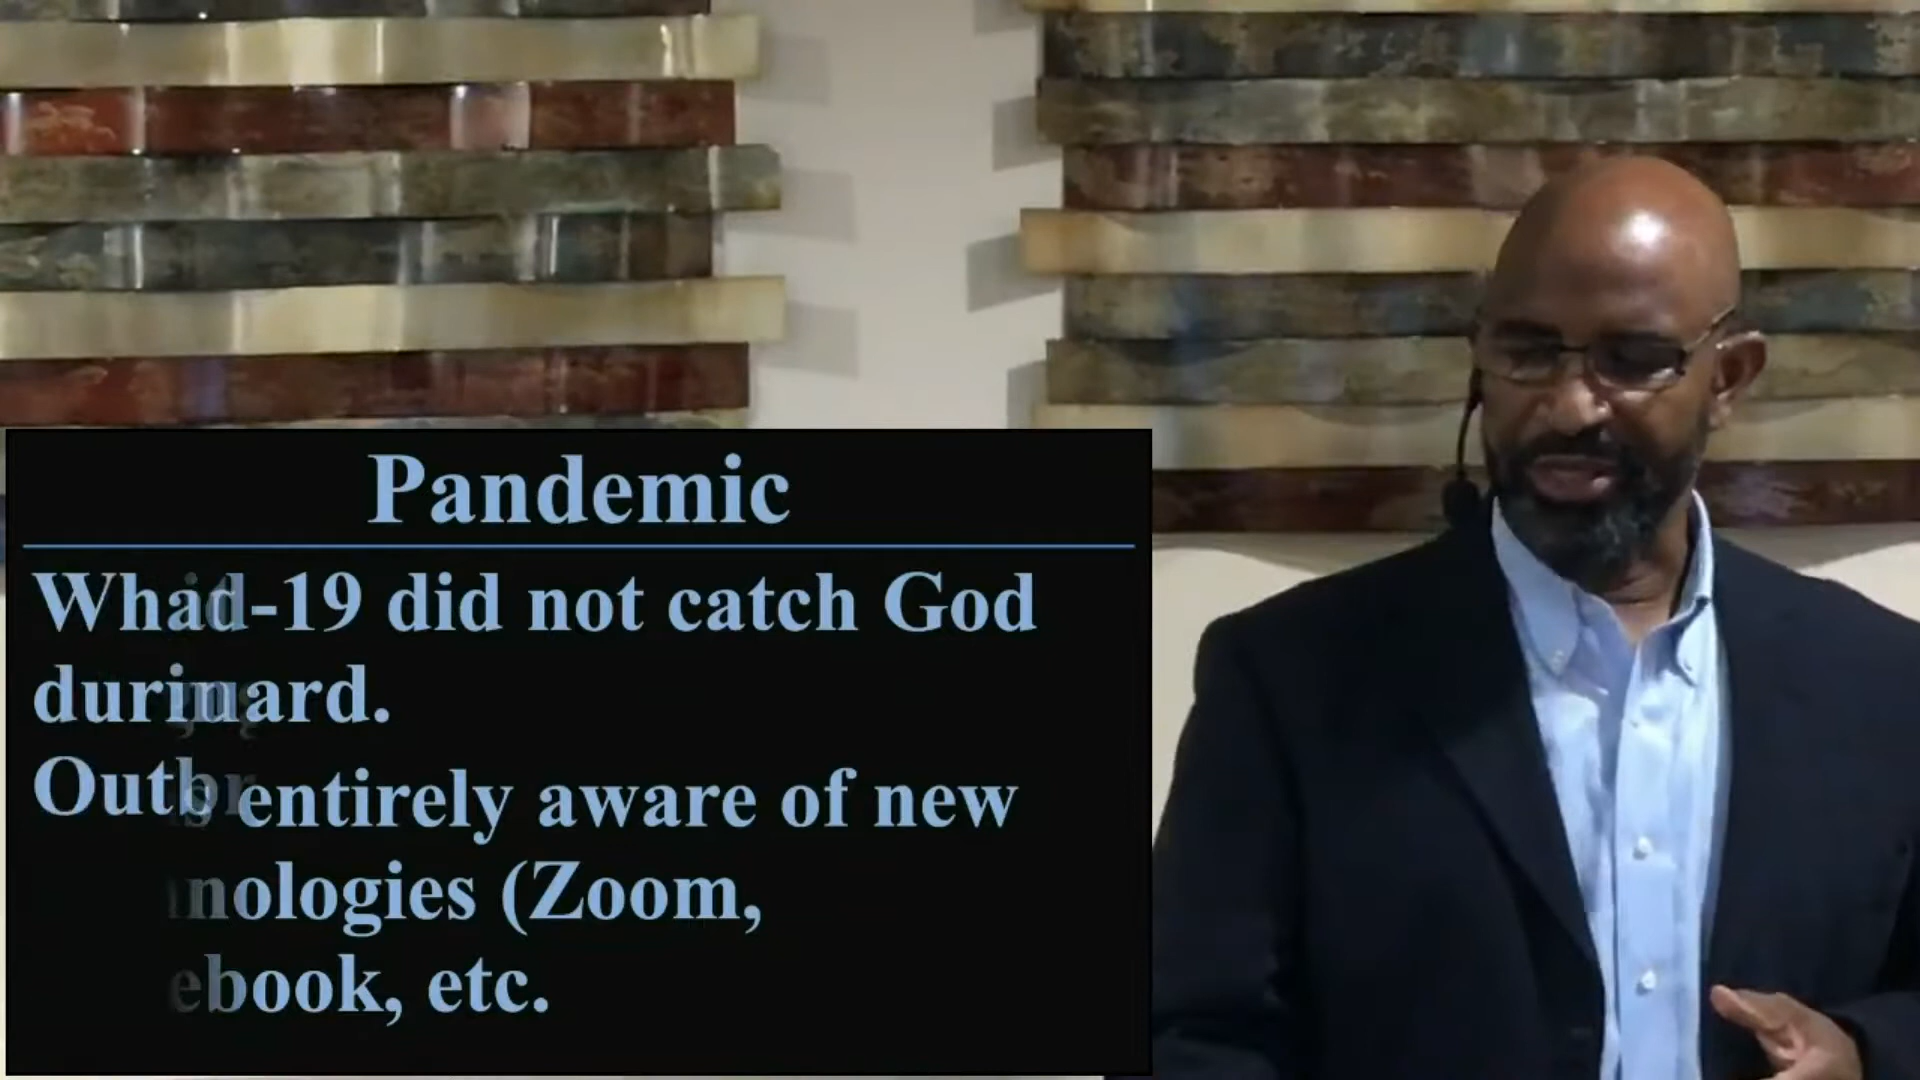 Pandemic
Whad-19 did not catch God
durinard.
Outb entirely aware of new
nologies (Zoom,
ebook, etc.